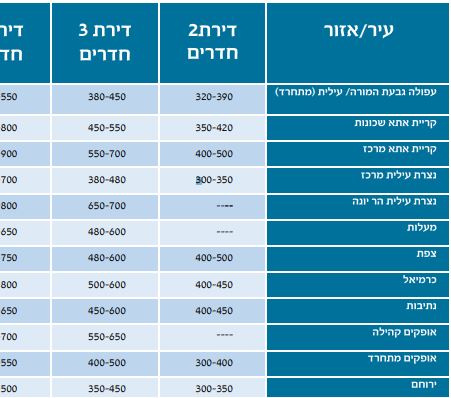 עיר/אזור דירת2 חדרים דירת 3 חדרים
עפולה גבעת המורה/ עילית (מתחרד) 320-390 380-450 550
קריית אתא שכונות 350-420 450-550 800
קריית אתא מרכז 400-500 550-700 900
נצרת עילית מרכז 300-350 380-480 700
נצרת עילית הר יונה ---- 650-700 800
מעלות ---- 480-600 650
צפת 400-500 480-600 750
כרמיאל 400-450 500-600 800
נתיבות 400-450 450-600 650
אופקים קהילה ---- 550-650 700
אופקים מתחרד 300-400 400-500 550
ירוחם 300-350 350-450 500